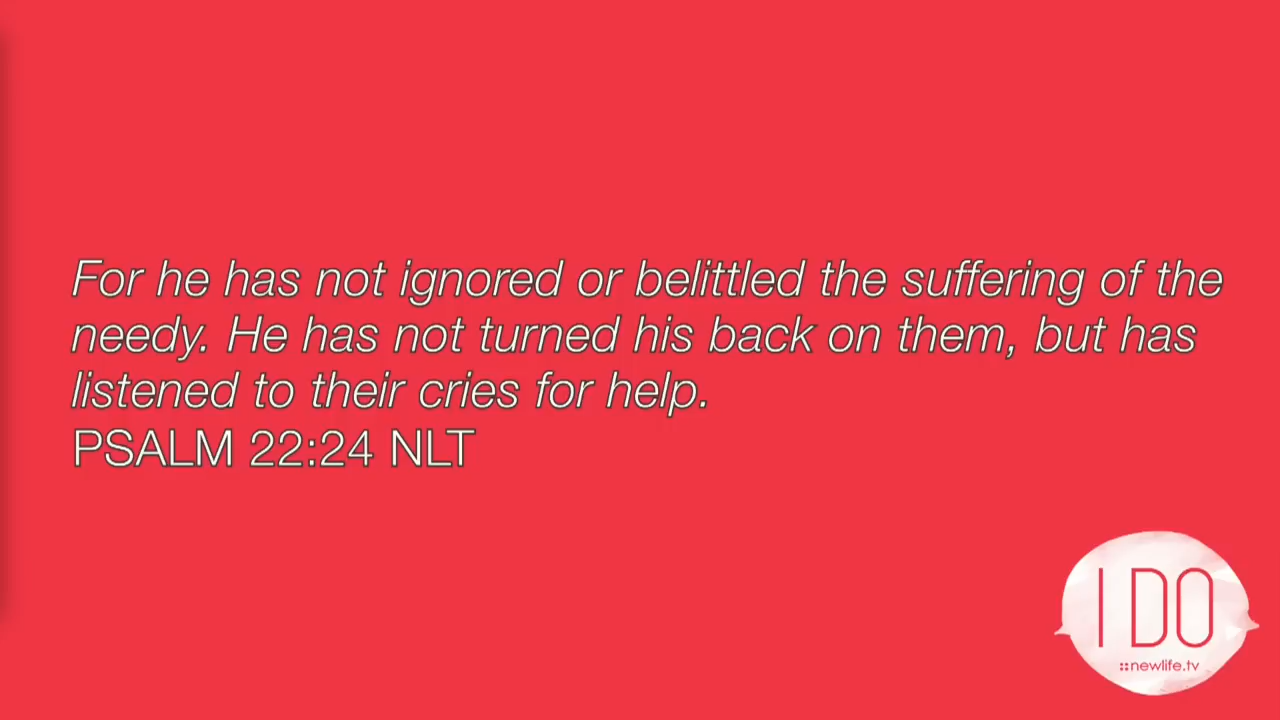 For he has not ignored or belittled the suffering of the
needy. He has not turned his back on them, but has
listened to their cries for help.
PSALM 22:24 NLT
I DO
::newlife.tv